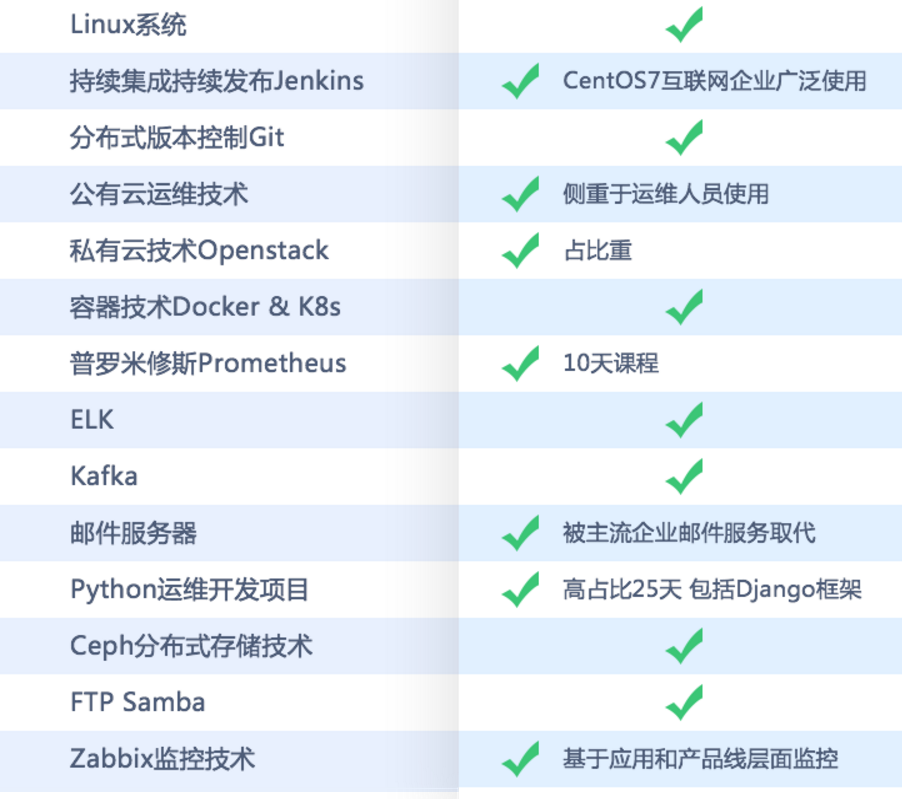 Linux系统
持续集成持续发布Jenkins CentOS7互联网企业广泛使用
分布式版本控制Git
公有云运维技术 侧重于运维人员使用
私有云技术Openstack 占比重
容器技术Docker & K8s
普罗米修斯Prometheus 10天课程
ELK
Kafka
邮件服务器 被主流企业邮件服务取代
Python运维开发项目 高占比25天 包括Django框架
Ceph分布式存储技术
FTP Samba
Zabbix监控技术 基于应用和产品线层面监控